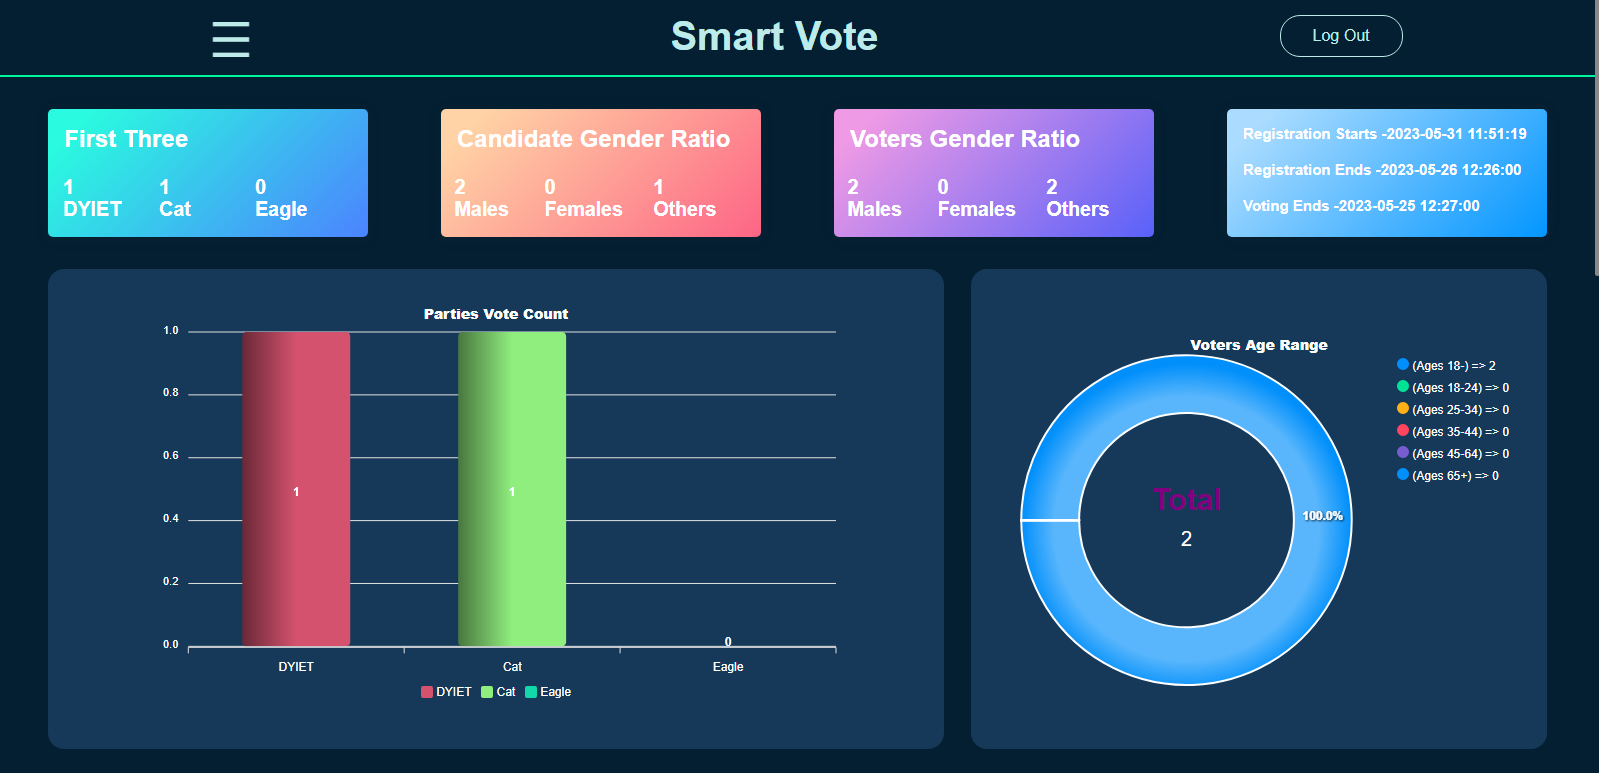 Smart Vote
Log Out
First Three
1 1 0
DYIET Cat Eagle
Candidate Gender Ratio
2 0 1
Males Females Others
Voters Gender Ratio
2 0 2
Males Females Others
Registration Starts -2023-05-31 11:51:19
Registration Ends -2023-05-26 12:26:00
Voting Ends -2023-05-25 12:27:00
Parties Vote Count
1.0
0.8
0.6
1 1
0.4
0.2
0
0.0
DYIET Cat Eagle
DYIET Cat Eagle
Voters Age Range
(Ages 18-) => 2
(Ages 18-24) => 0
(Ages 25-34) => 0
(Ages 35-44) => 0
(Ages 45-64) => 0
(Ages 65+) => 0
Total
100.0%
2